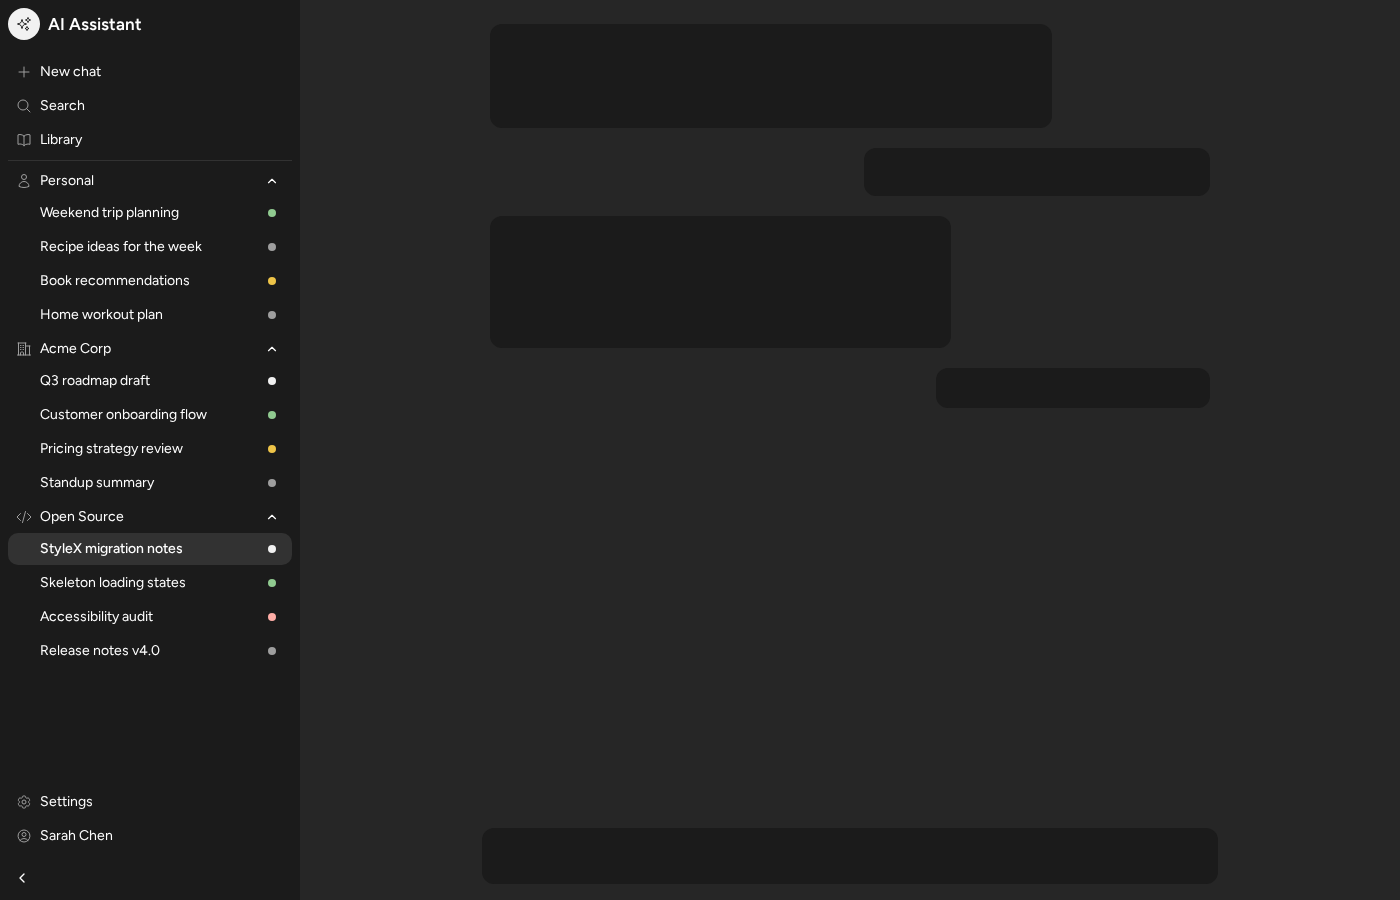 AI Assistant
New chat
Search
Library
Personal
Weekend trip planning
Recipe ideas for the week
Book recommendations
Home workout plan
Acme Corp
Q3 roadmap draft
Customer onboarding flow
Pricing strategy review
Standup summary
Open Source
StyleX migration notes
Skeleton loading states
Accessibility audit
Release notes v4.0
Settings
Sarah Chen